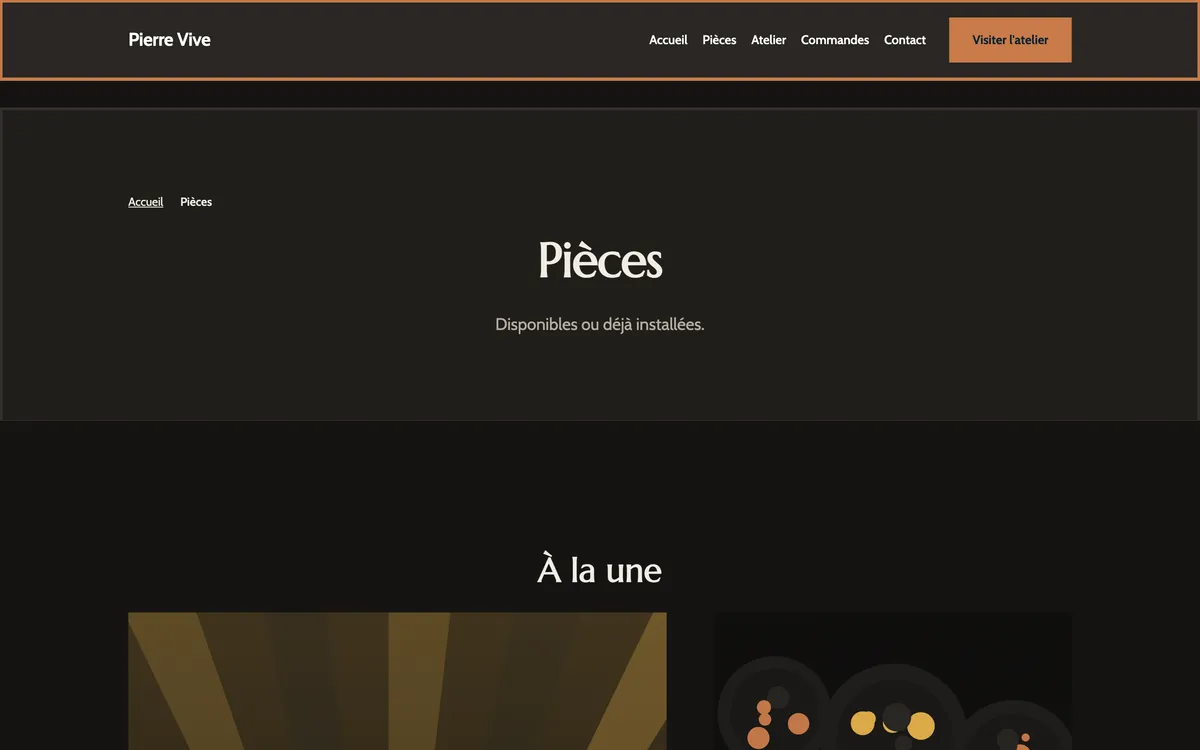 Pierre Vive
Accueil Pièces Atelier Commandes Contact Visiter l'atelier
Accueil Pièces
Pièces
Disponibles ou déjà installées.
À la une